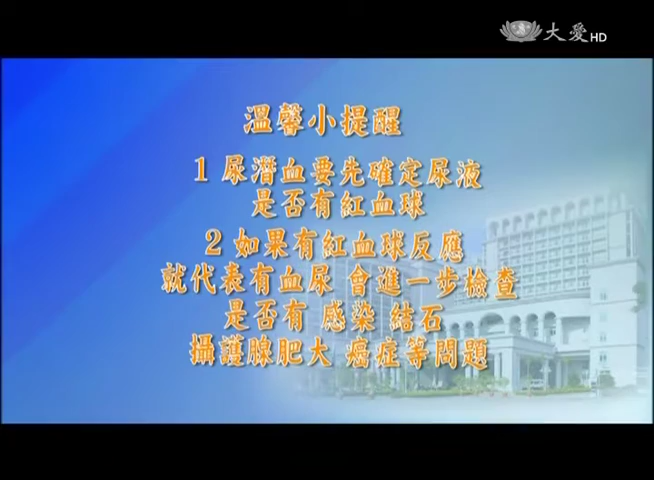 大愛HD
溫馨小提醒
1 尿潛血要先確定尿液
是否有紅血球
2 如果有紅血球反應
就代表有血尿 會進一步檢查
是否有 感染 結石
攝護腺肥大 癌症等問題